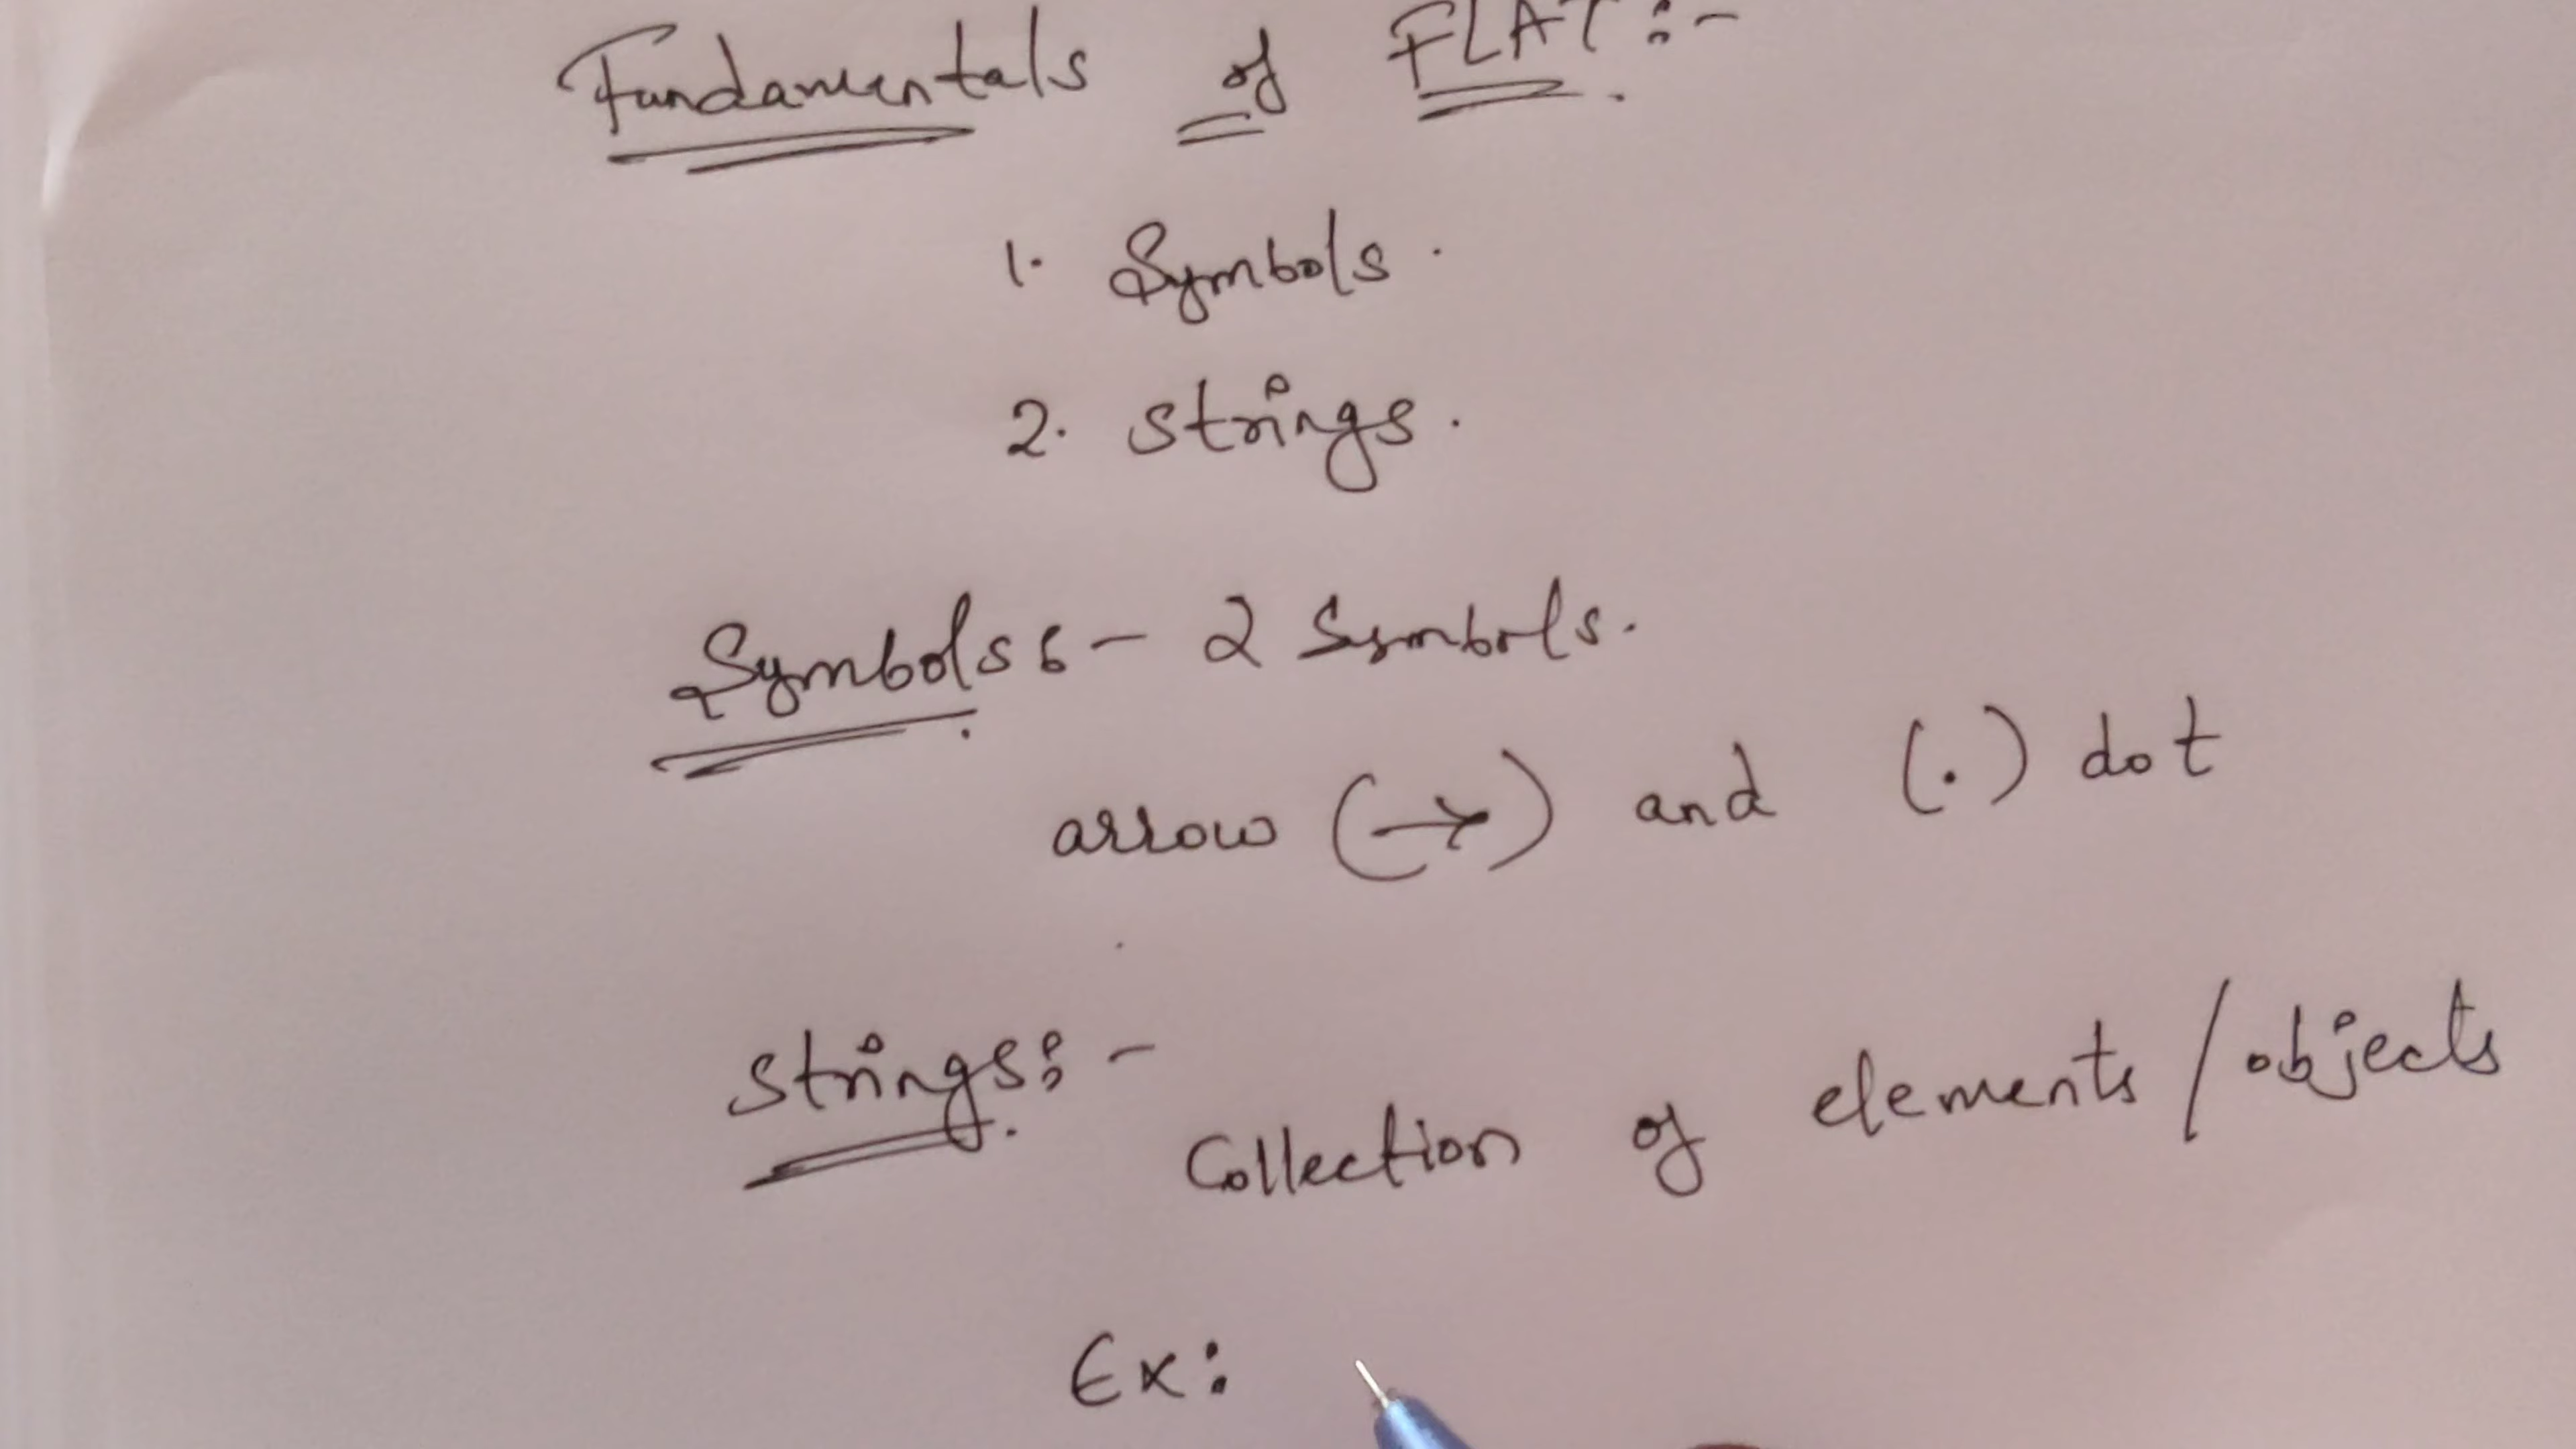 Fundamentals of FLAT :-
1. Symbols.
2. strings.
Symbols :- 2 Symbols.
arrow (→) and (.) dot
strings :-
Collection of elements / objects
Ex: